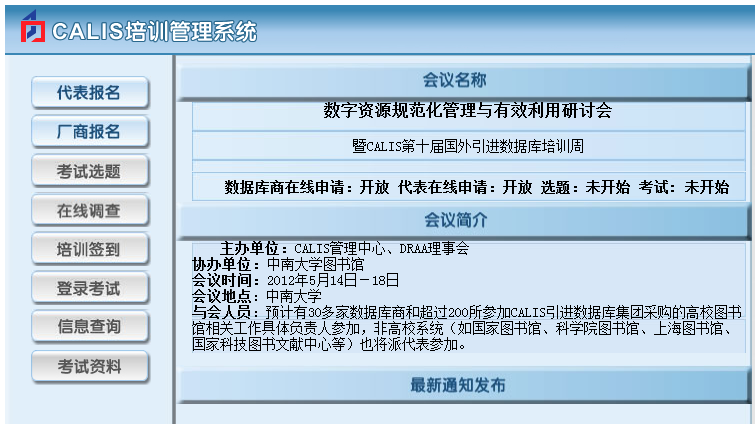 CALIS培训管理系统
代表报名
厂商报名
考试选题
在线调查
培训签到
登录考试
信息查询
考试资料
会议名称
数字资源规范化管理与有效利用研讨会
暨CALIS第十届国外引进数据库培训周
数据库商在线申请：开放 代表在线申请：开放 选题：未开始 考试：未开始
会议简介
主办单位：CALIS管理中心、DRAA理事会
协办单位：中南大学图书馆
会议时间：2012年5月14日－18日
会议地点：中南大学
与会人员：预计有30多家数据库商和超过200所参加CALIS引进数据库集团采购的高校图书
馆相关工作具体负责人参加，非高校系统（如国家图书馆、科学院图书馆、上海图书馆、
国家科技图书文献中心等）也将派代表参加。
最新通知发布